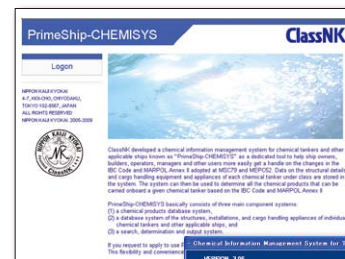 PrimeShip-CHEMISYS
ClassNK
Logon
NIPPON KAIJI KYOKAI
4-7, KIOI-CHO, CHIYODAKU,
TOKYO 102-8567, JAPAN
ALL RIGHTS RESERVED
NIPPON KAIJI KYOKAI, 2005-2009
NIPPON KAIJI KYOKAI
NK
ClassNK
ClassNK developed a chemical information management system for chemical tankers and other
applicable ships known as "PrimeShip-CHEMISYS" as a dedicated tool to help ship owners,
builders, operators, managers and other users more easily get a handle on the changes in the
IBC Code and MARPOL Annex II adopted at MSC79 and MEPC52. Data on the structural details
and cargo handling equipment and appliances of each chemical tanker under class are stored in
the system. The system can then be used to determine all the chemical products that can be
carried onboard a given chemical tanker based on the IBC Code and MARPOL Annex II
PrimeShip-CHEMISYS basically consists of three main component systems:
(1) a chemical products database system,
(2) a database system of the structures, installations, and cargo handling appliances of individual
chemical tankers and other applicable ships, and
(3) a search, determination and output system.
If you request to apply to use
This flexibility and convenience
Chemical Information Management System for
VERSION